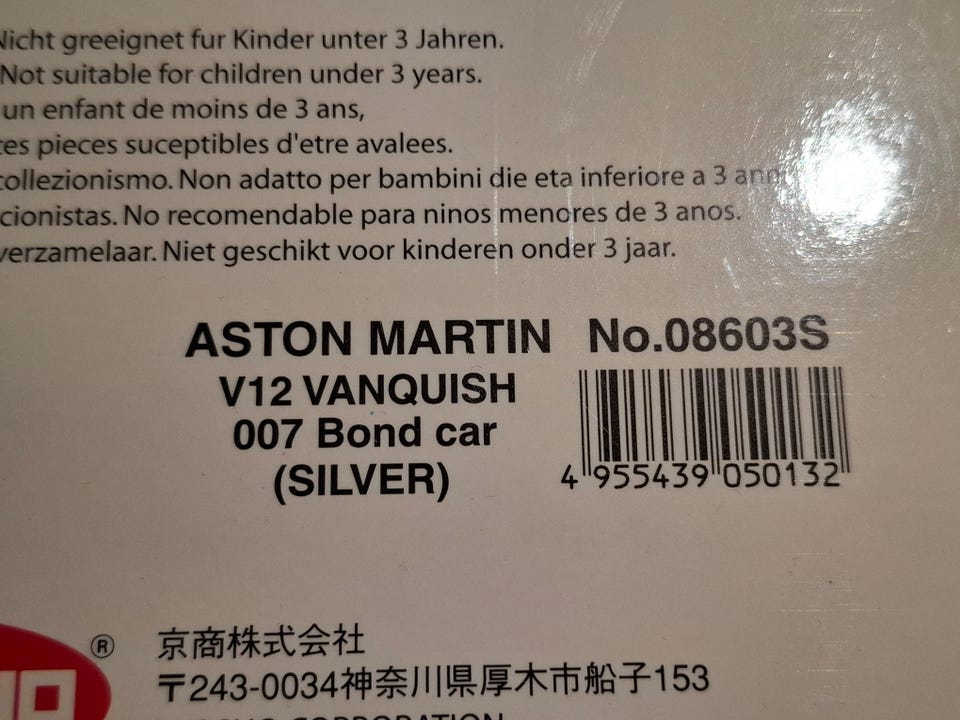 Nicht greeignet fur Kinder unter 3 Jahren.
Not suitable for children under 3 years.
un enfant de moins de 3 ans,
pieces suceptibles d'etre avalees.
collezionismo. Non adatto per bambini die eta inferiore a 3 anni
No recomendable para ninos menores de 3 anos.
verzamelaar. Niet geschikt voor kinderen onder 3 jaar.
ASTON MARTIN No.08603S
V12 VANQUISH
007 Bond car
(SILVER)
4 955439 050132
® 京商株式会社
〒243-0034神奈川県厚木市船子153
CORPORATION